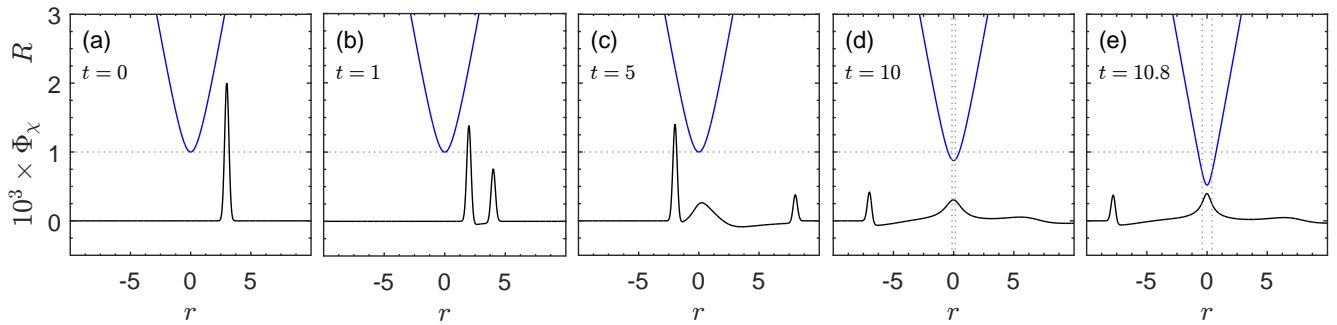 R
10³ × Φ_χ
3
2
1
0
(a)
t = 0
-5 0 5
r
(b)
t = 1
-5 0 5
r
(c)
t = 5
-5 0 5
r
(d)
t = 10
-5 0 5
r
(e)
t = 10.8
-5 0 5
r